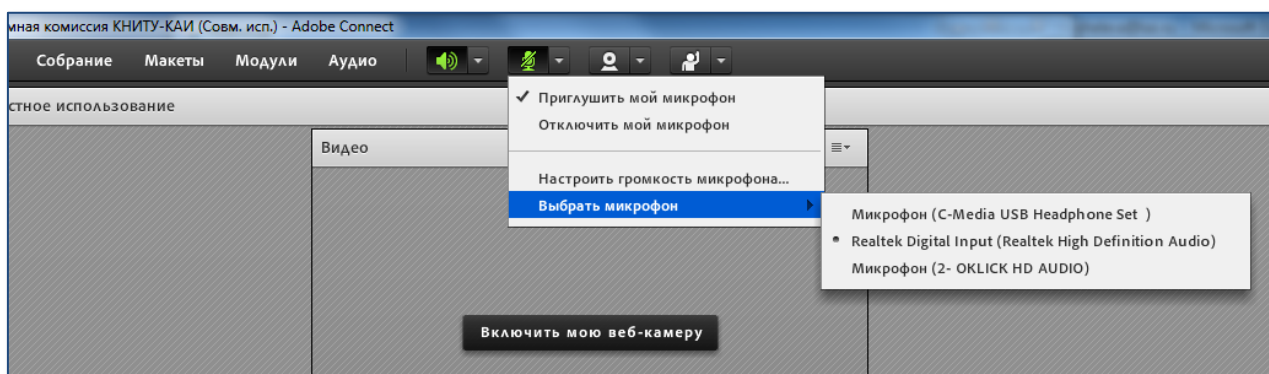 мная комиссия КНИТУ-КАИ (Совм. исп.) - Adobe Connect
Собрание Макеты Модули Аудио
стное использование
Приглушить мой микрофон
Отключить мой микрофон
Видео
Настроить громкость микрофона...
Выбрать микрофон
Микрофон (C-Media USB Headphone Set )
Realtek Digital Input (Realtek High Definition Audio)
Микрофон (2- OKLICK HD AUDIO)
Включить мою веб-камеру